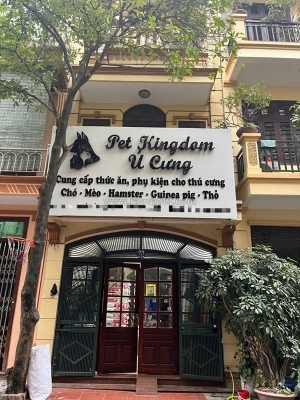 Pet Kingdom
U Cưng
Cung cấp thức ăn, phụ kiện cho thú cưng
Chó - Mèo - Hamster - Guinea pig - Thỏ